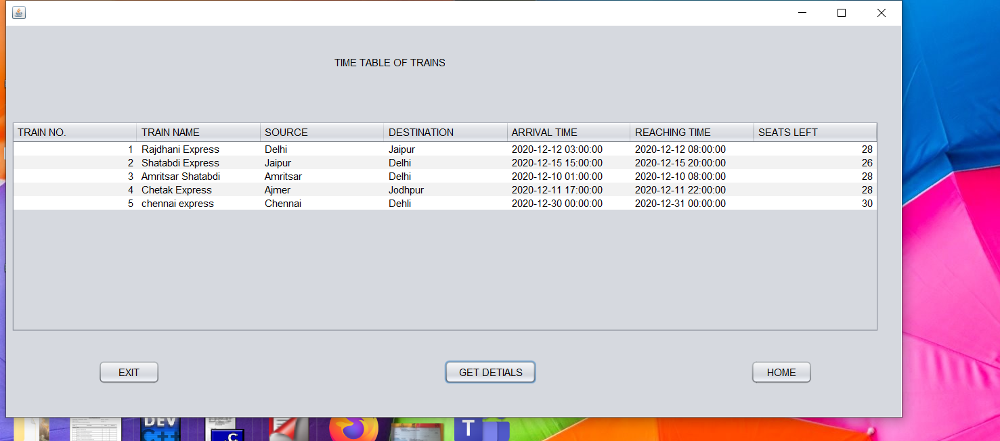 TIME TABLE OF TRAINS
TRAIN NO. TRAIN NAME SOURCE DESTINATION ARRIVAL TIME REACHING TIME SEATS LEFT
1 Rajdhani Express Delhi Jaipur 2020-12-12 03:00:00 2020-12-12 08:00:00 28
2 Shatabdi Express Jaipur Delhi 2020-12-15 15:00:00 2020-12-15 20:00:00 26
3 Amritsar Shatabdi Amritsar Delhi 2020-12-10 01:00:00 2020-12-10 08:00:00 28
4 Chetak Express Ajmer Jodhpur 2020-12-11 17:00:00 2020-12-11 22:00:00 28
5 chennai express Chennai Dehli 2020-12-30 00:00:00 2020-12-31 00:00:00 30
EXIT GET DETIALS HOME
DEV C T
C++